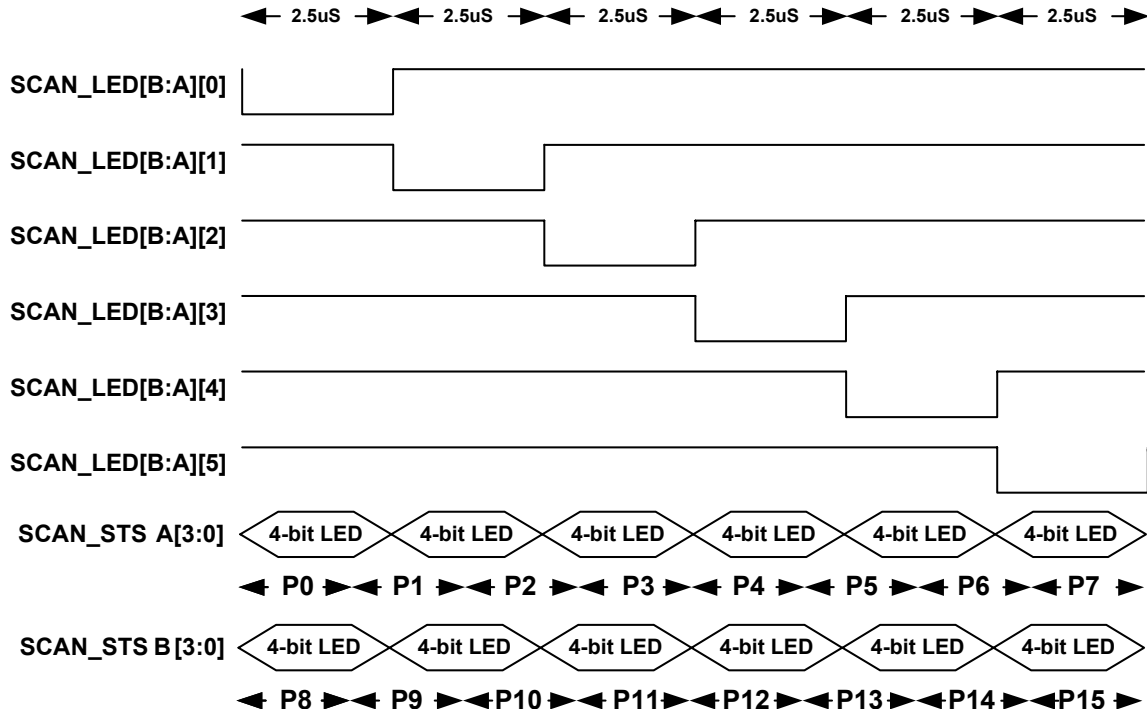 2.5uS 2.5uS 2.5uS 2.5uS 2.5uS 2.5uS
SCAN_LED[B:A][0]
SCAN_LED[B:A][1]
SCAN_LED[B:A][2]
SCAN_LED[B:A][3]
SCAN_LED[B:A][4]
SCAN_LED[B:A][5]
SCAN_STS A[3:0] 4-bit LED 4-bit LED 4-bit LED 4-bit LED 4-bit LED 4-bit LED
P0 P1 P2 P3 P4 P5 P6 P7
SCAN_STS B[3:0] 4-bit LED 4-bit LED 4-bit LED 4-bit LED 4-bit LED 4-bit LED
P8 P9 P10 P11 P12 P13 P14 P15